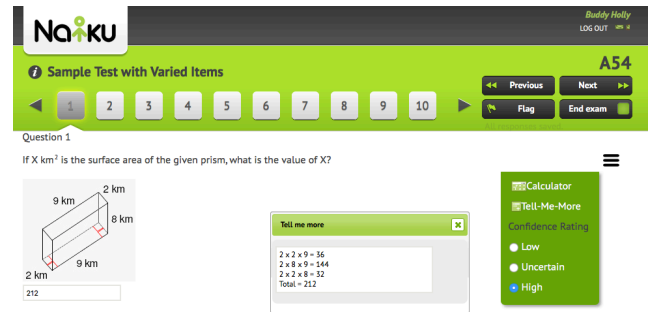 Naiku
Buddy Holly
LOG OUT
Sample Test with Varied Items
A54
Previous
Next
1 2 3 4 5 6 7 8 9 10
Flag
End exam
Question 1
If X km² is the surface area of the given prism, what is the value of X?
9 km
2 km
8 km
9 km
2 km
212
Tell me more
2 x 2 x 9 = 36
2 x 8 x 9 = 144
2 x 2 x 8 = 32
Total = 212
Calculator
Tell-Me-More
Confidence Rating
Low
Uncertain
High